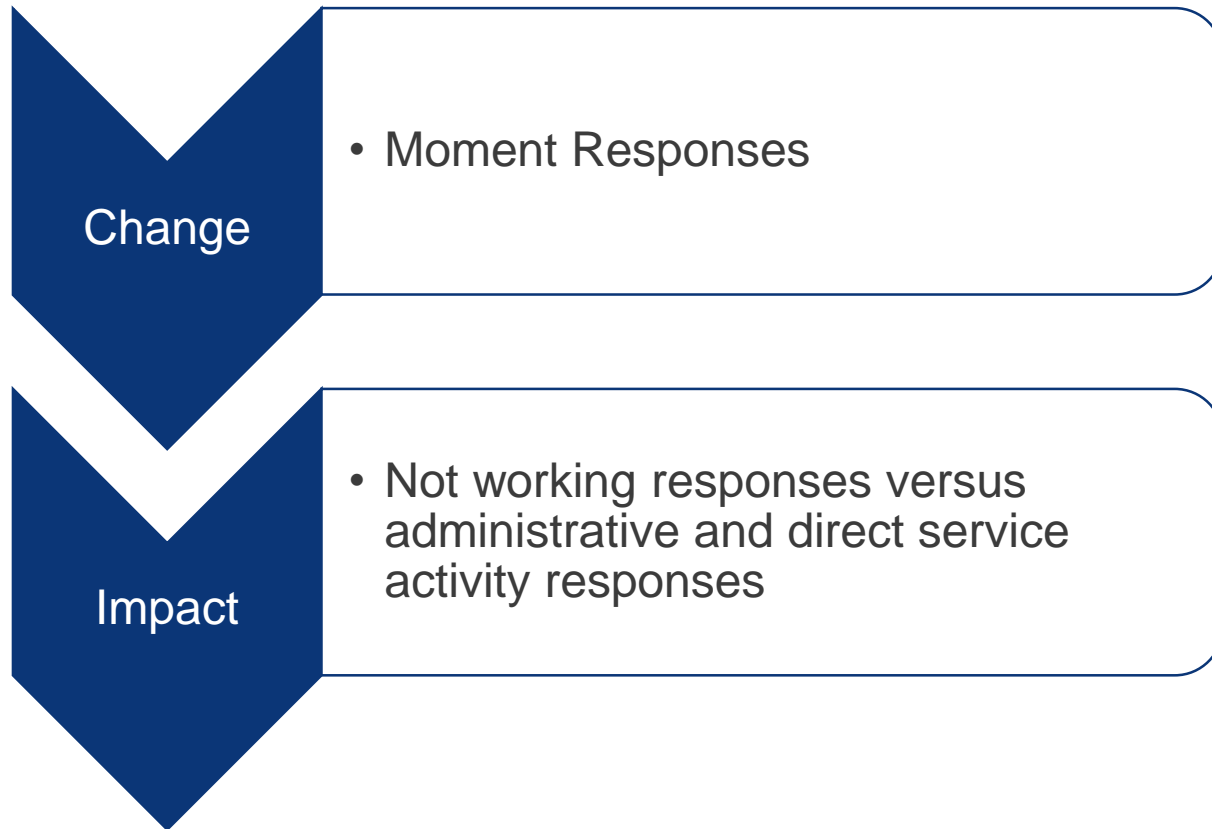 Change
• Moment Responses
Impact
• Not working responses versus
administrative and direct service
activity responses